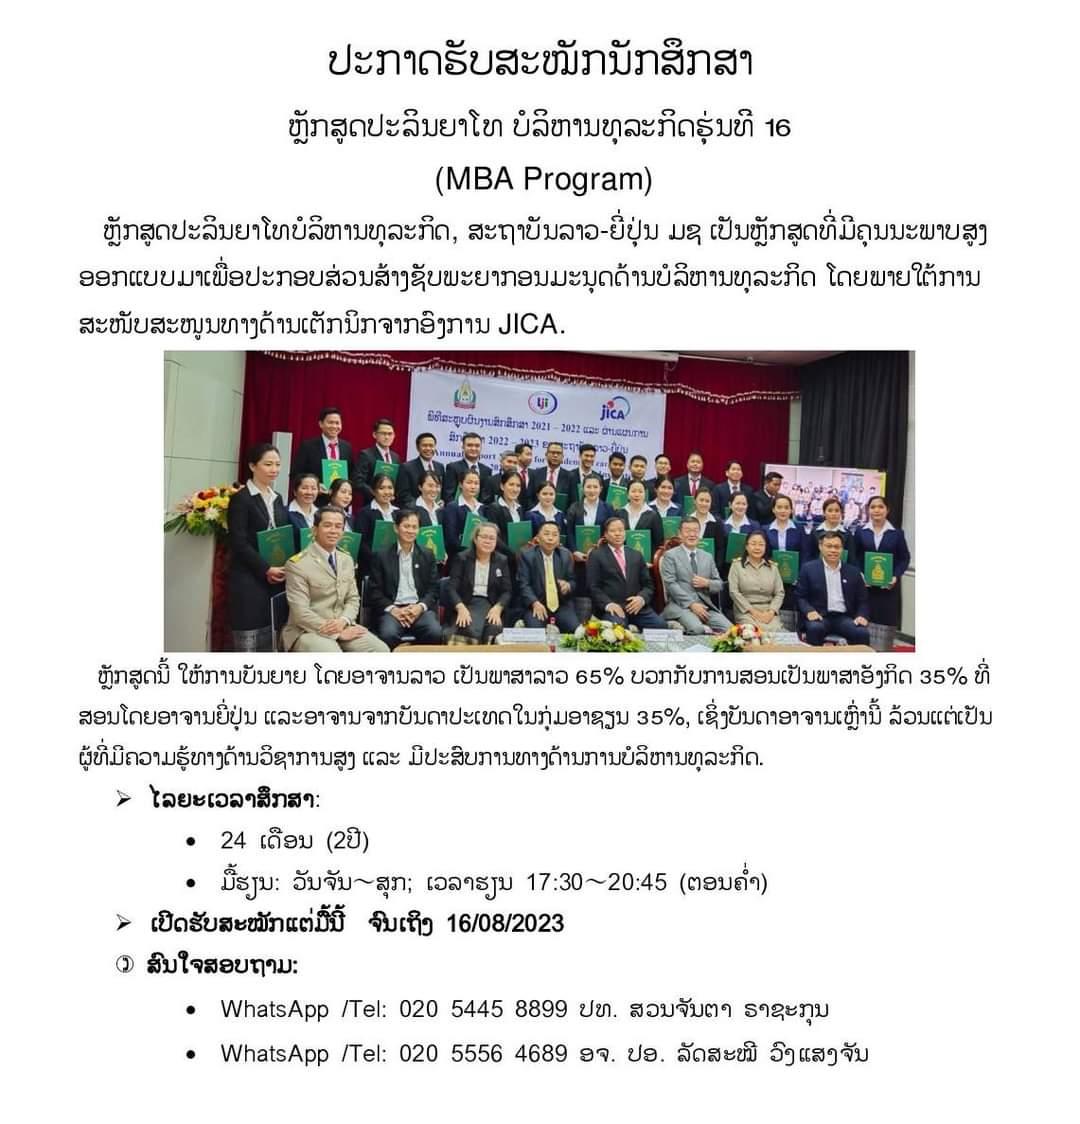 ປະກາດຮັບສະໝັກນັກສຶກສາ
ຫຼັກສູດປະລິນຍາໂທ ບໍລິຫານທຸລະກິດຮຸ່ນທີ 16
(MBA Program)
ຫຼັກສູດປະລິນຍາໂທບໍລິຫານທຸລະກິດ, ສະຖາບັນລາວ-ຍີ່ປຸ່ນ ມຊ ເປັນຫຼັກສູດທີ່ມີຄຸນນະພາບສູງ
ອອກແບບມາເພື່ອປະກອບສ່ວນສ້າງຊັບພະຍາກອນມະນຸດດ້ານບໍລິຫານທຸລະກິດ ໂດຍພາຍໃຕ້ການ
ສະໜັບສະໜູນທາງດ້ານເຕັກນິກຈາກອົງການ JICA.
lji
jICA
ພິທີສະຫຼຸບຜົນງານສົກສຶກສາ 2021 – 2022 ແລະ ຜ່ານແຜນການ
2022 – 2023
ຫຼັກສູດນີ້ ໃຫ້ການບັນຍາຍ ໂດຍອາຈານລາວ ເປັນພາສາລາວ 65% ບວກກັບການສອນເປັນພາສາອັງກິດ 35% ທີ່
ສອນໂດຍອາຈານຍີ່ປຸ່ນ ແລະອາຈານຈາກບັນດາປະເທດໃນກຸ່ມອາຊຽນ 35%, ເຊິ່ງບັນດາອາຈານເຫຼົ່ານີ້ ລ້ວນແຕ່ເປັນ
ຜູ້ທີ່ມີຄວາມຮູ້ທາງດ້ານວິຊາການສູງ ແລະ ມີປະສົບການທາງດ້ານການບໍລິຫານທຸລະກິດ.
➢ ໄລຍະເວລາສຶກສາ:
• 24 ເດືອນ (2ປີ)
• ມື້ຮຽນ: ວັນຈັນ～ສຸກ; ເວລາຮຽນ 17:30～20:45 (ຕອນຄ່ຳ)
➢ ເປີດຮັບສະໝັກແຕ່ມື້ນີ້ ຈົນເຖິງ 16/08/2023
ສົນໃຈສອບຖາມ:
• WhatsApp /Tel: 020 5445 8899 ປທ. ສວນຈັນຕາ ຣາຊະກຸນ
• WhatsApp /Tel: 020 5556 4689 ອຈ. ປອ. ລັດສະໝີ ວົງແສງຈັນ